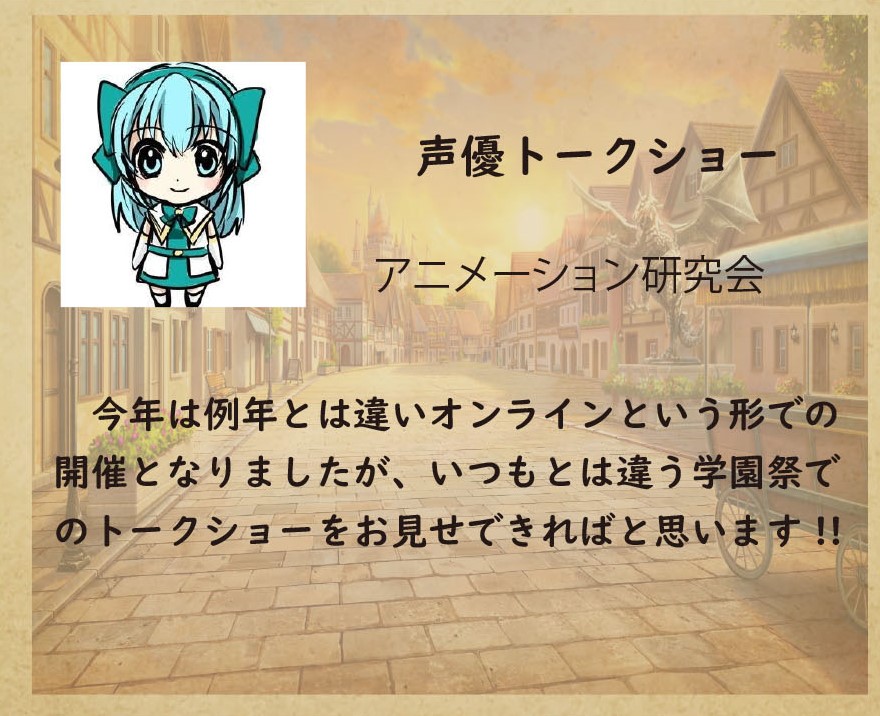 声優トークショー
アニメーション研究会
今年は例年とは違いオンラインという形での
開催となりましたが、いつもとは違う学園祭で
のトークショーをお見せできればと思います!!